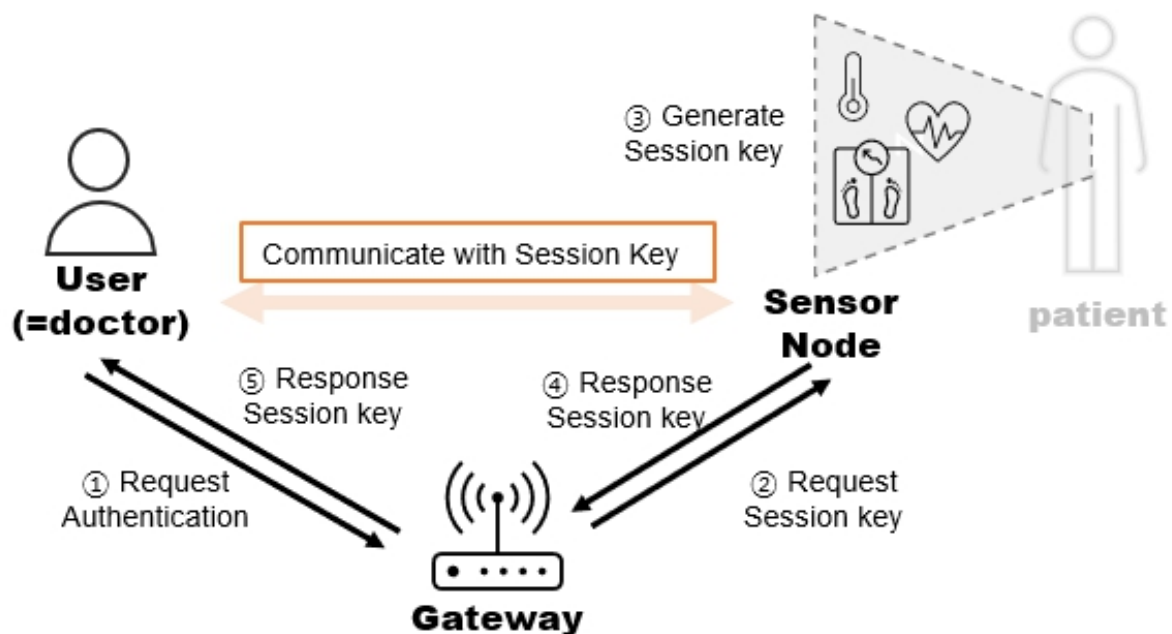 ③ Generate
Session key
Communicate with Session Key
User
(=doctor)
Sensor
Node
patient
⑤ Response
Session key
④ Response
Session key
① Request
Authentication
② Request
Session key
Gateway